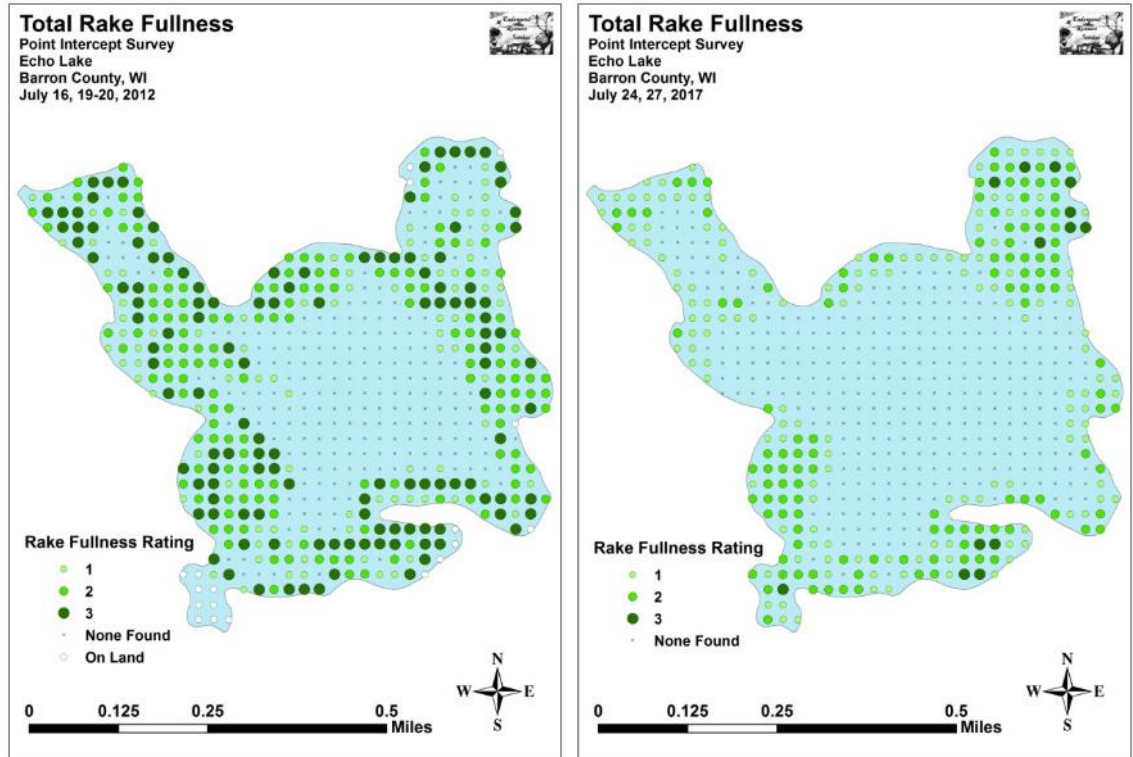 Total Rake Fullness
Point Intercept Survey
Echo Lake
Barron County, WI
July 16, 19-20, 2012
Rake Fullness Rating
1
2
3
None Found
On Land
N
W E
S
0 0.125 0.25 0.5
Miles
Total Rake Fullness
Point Intercept Survey
Echo Lake
Barron County, WI
July 24, 27, 2017
Rake Fullness Rating
1
2
3
None Found
N
W E
S
0 0.125 0.25 0.5
Miles